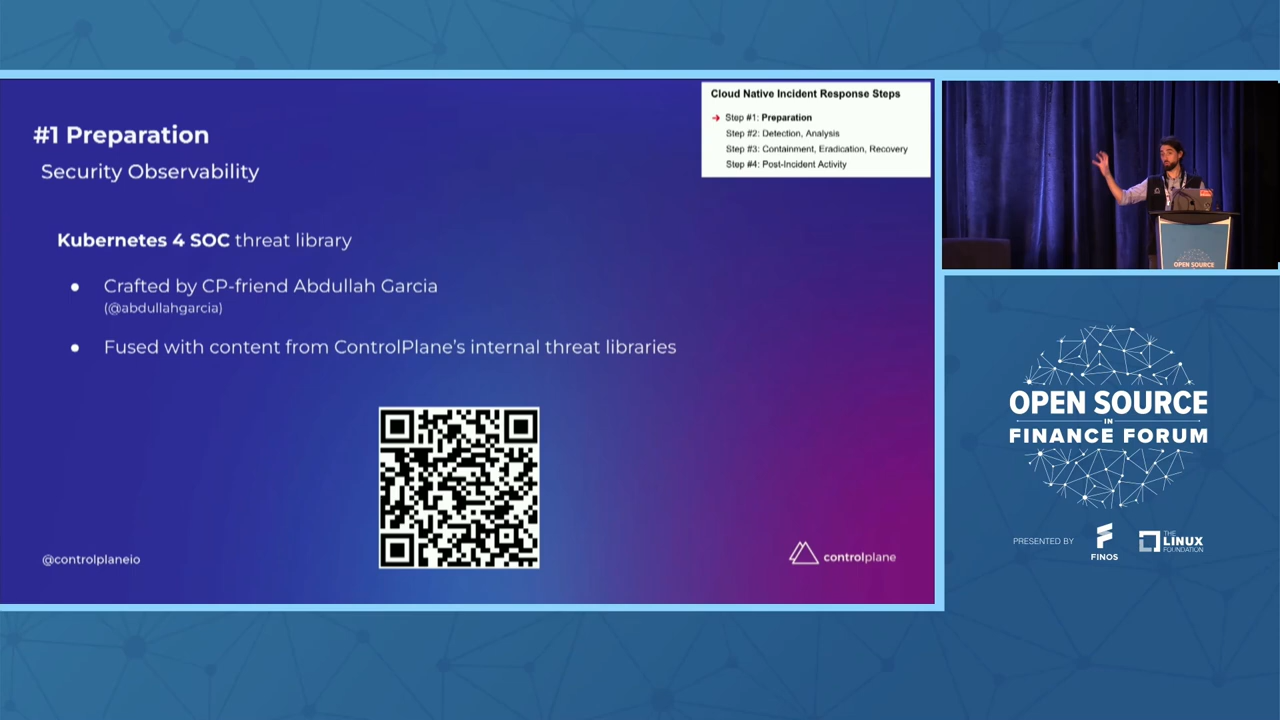 #1 Preparation
Security Observability
Kubernetes 4 SOC threat library
● Crafted by CP-friend Abdullah Garcia
(@abdullahgarcia)
● Fused with content from ControlPlane's internal threat libraries
@controlplaneio
controlplane
Cloud Native Incident Response Steps
➔ Step #1: Preparation
Step #2: Detection, Analysis
Step #3: Containment, Eradication, Recovery
Step #4: Post-Incident Activity
OPEN SOURCE
OPEN SOURCE
IN
FINANCE FORUM
PRESENTED BY
FINOS
THE
LINUX
FOUNDATION